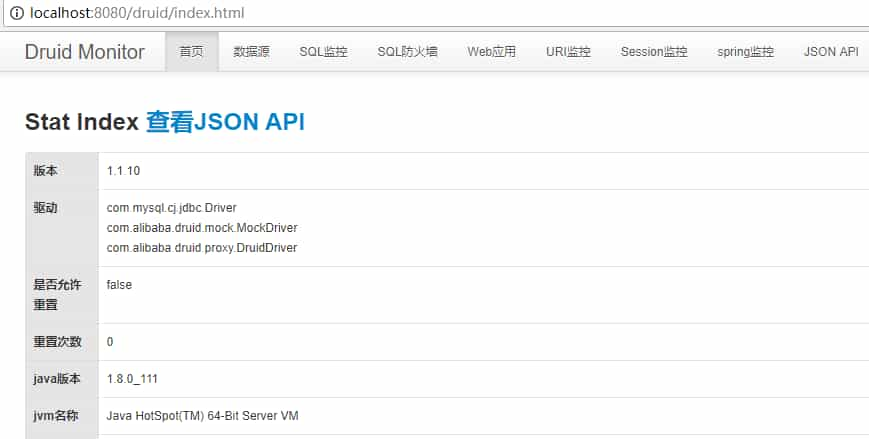 localhost:8080/druid/index.html
Druid Monitor 首页 数据源 SQL监控 SQL防火墙 Web应用 URI监控 Session监控 spring监控 JSON API
Stat Index 查看JSON API
版本 1.1.10
驱动 com.mysql.cj.jdbc.Driver
com.alibaba.druid.mock.MockDriver
com.alibaba.druid.proxy.DruidDriver
是否允许 false
重置
重置次数 0
java版本 1.8.0_111
jvm名称 Java HotSpot(TM) 64-Bit Server VM